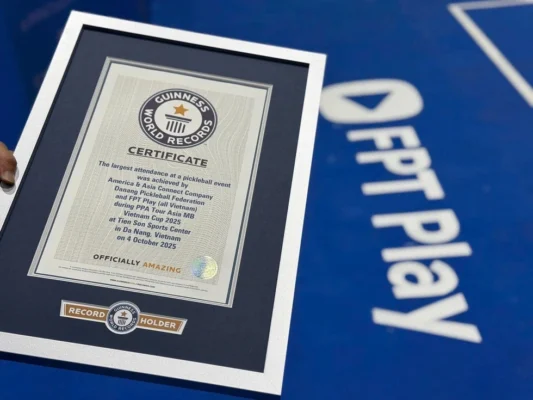 GUINNESS
WORLD RECORDS
CERTIFICATE
The largest attendance at a pickleball event
was achieved by
America & Asia Connect Company
Danang Pickleball Federation
and FPT Play (all Vietnam)
during PPA Tour Asia MB
Vietnam Cup 2025
at Tien Son Sports Center
in Da Nang, Vietnam
on 4 October 2025
OFFICIALLY AMAZING
RECORD HOLDER
FPT Play